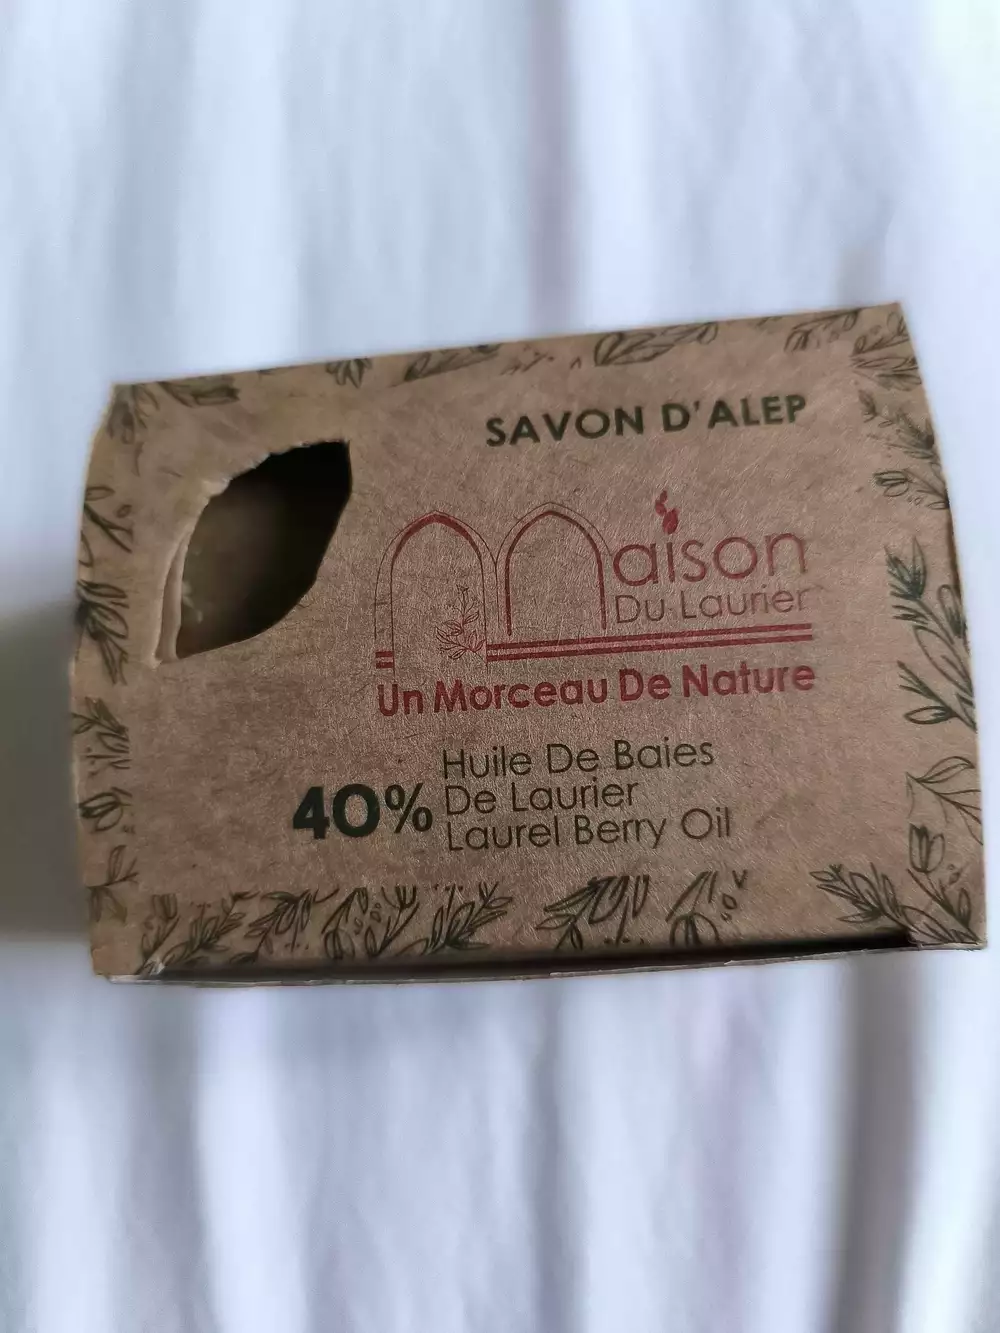 SAVON D'ALEP
Maison
Du Laurier
Un Morceau De Nature
40%
Huile De Baies
De Laurier
Laurel Berry Oil